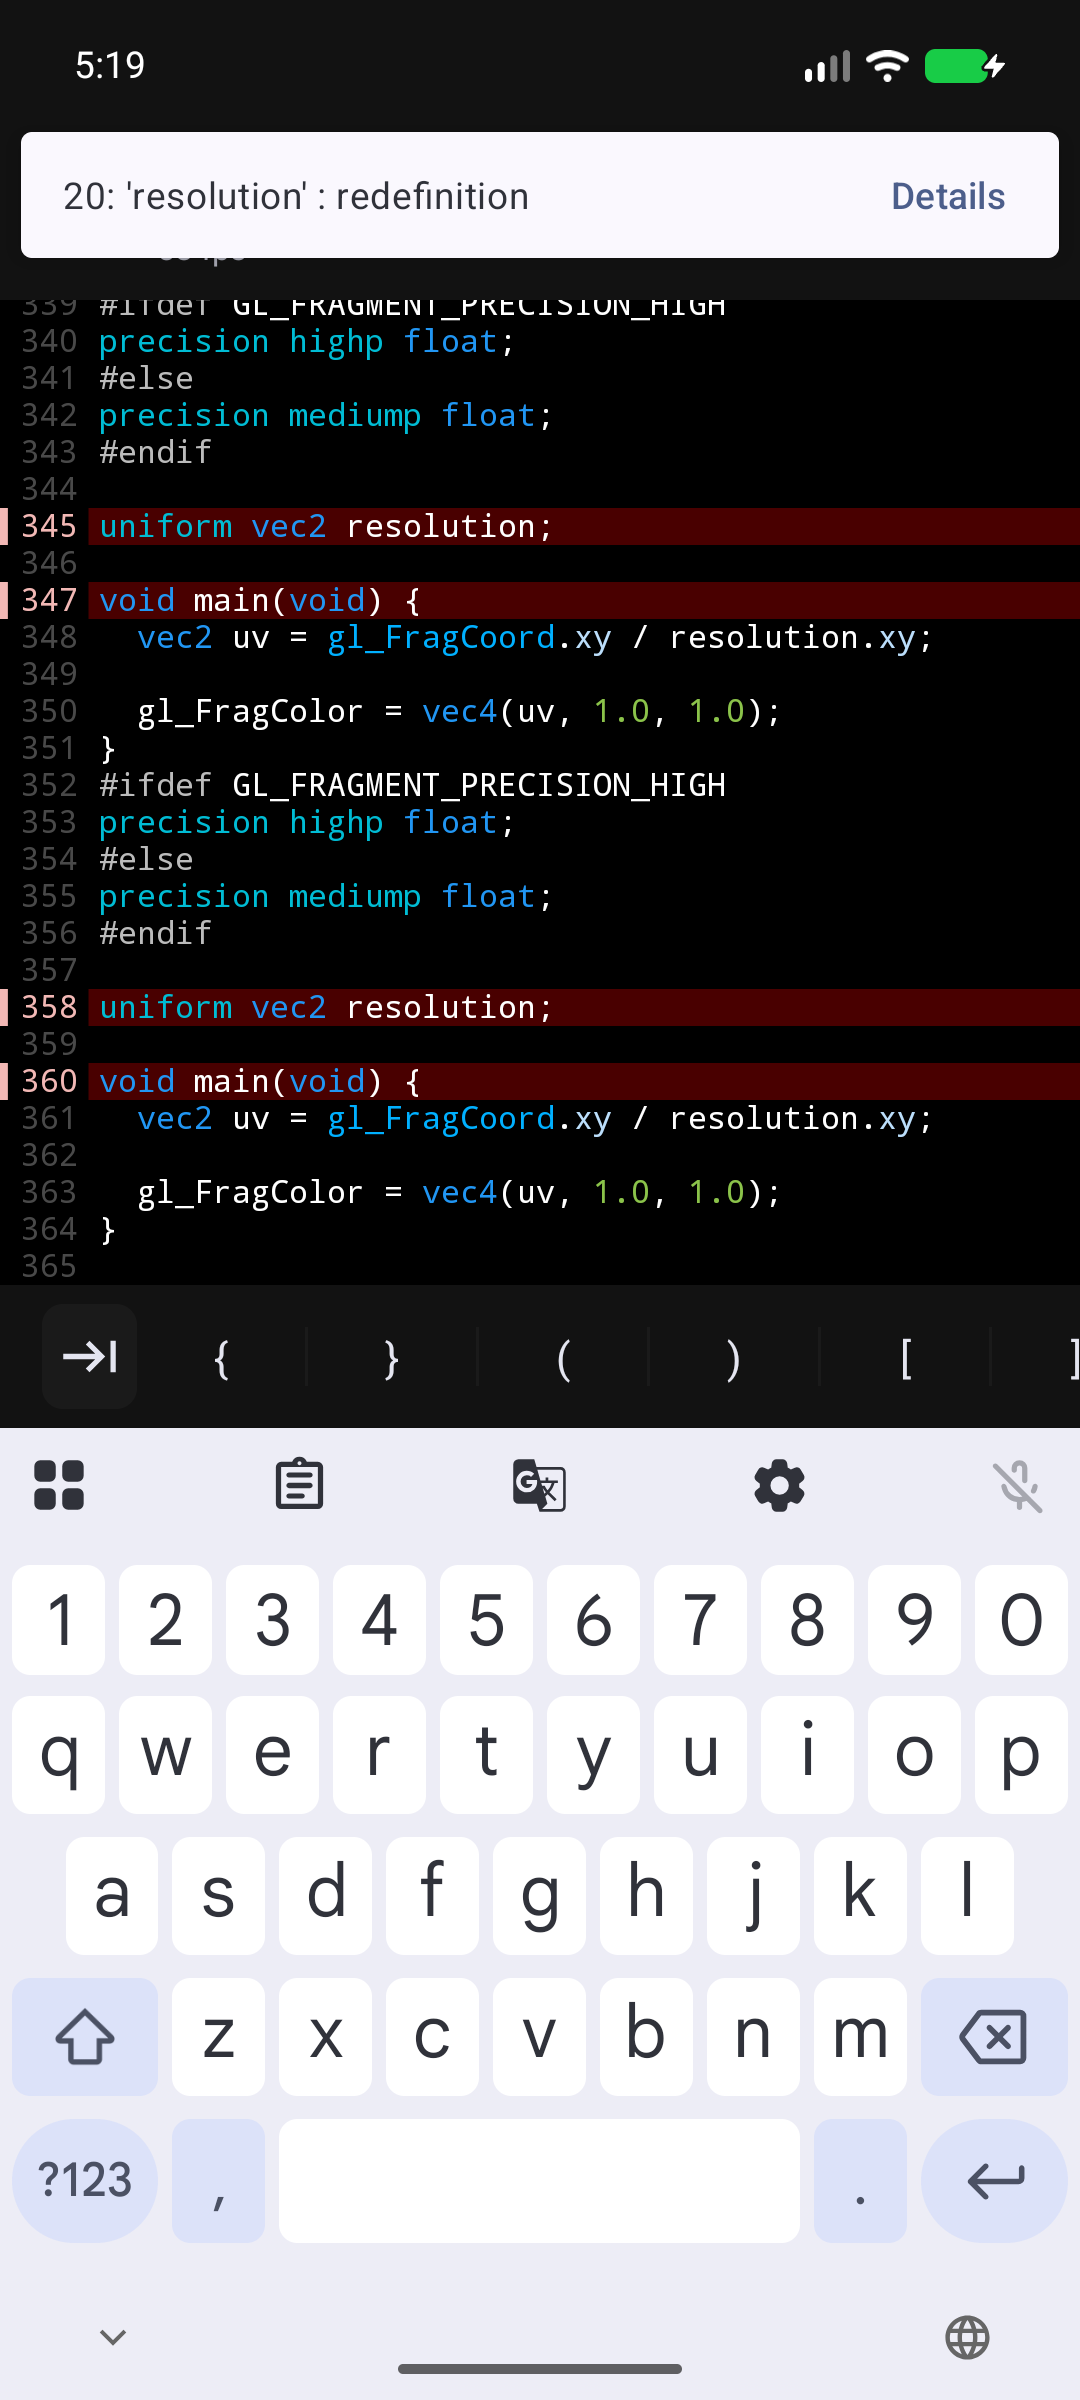 5:19
20: 'resolution' : redefinition Details
339 #ifdef GL_FRAGMENT_PRECISION_HIGH
340 precision highp float;
341 #else
342 precision mediump float;
343 #endif
344
345 uniform vec2 resolution;
346
347 void main(void) {
348   vec2 uv = gl_FragCoord.xy / resolution.xy;
349
350   gl_FragColor = vec4(uv, 1.0, 1.0);
351 }
352 #ifdef GL_FRAGMENT_PRECISION_HIGH
353 precision highp float;
354 #else
355 precision mediump float;
356 #endif
357
358 uniform vec2 resolution;
359
360 void main(void) {
361   vec2 uv = gl_FragCoord.xy / resolution.xy;
362
363   gl_FragColor = vec4(uv, 1.0, 1.0);
364 }
365
{ } ( ) [ ]
1 2 3 4 5 6 7 8 9 0
q w e r t y u i o p
a s d f g h j k l
z x c v b n m
?123 , .